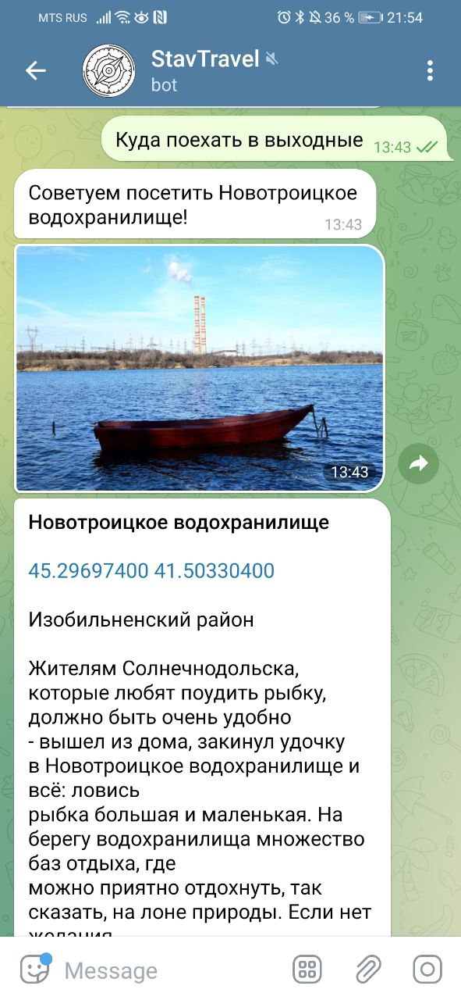 MTS RUS 36 % 21:54
StavTravel
bot
Куда поехать в выходные 13:43
Советуем посетить Новотроицкое
водохранилище! 13:43
13:43
Новотроицкое водохранилище
45.29697400 41.50330400
Изобильненский район
Жителям Солнечнодольска,
которые любят поудить рыбку,
должно быть очень удобно
- вышел из дома, закинул удочку
в Новотроицкое водохранилище и
всё: ловись
рыбка большая и маленькая. На
берегу водохранилища множество
баз отдыха, где
можно приятно отдохнуть, так
сказать, на лоне природы. Если нет
желания
Message